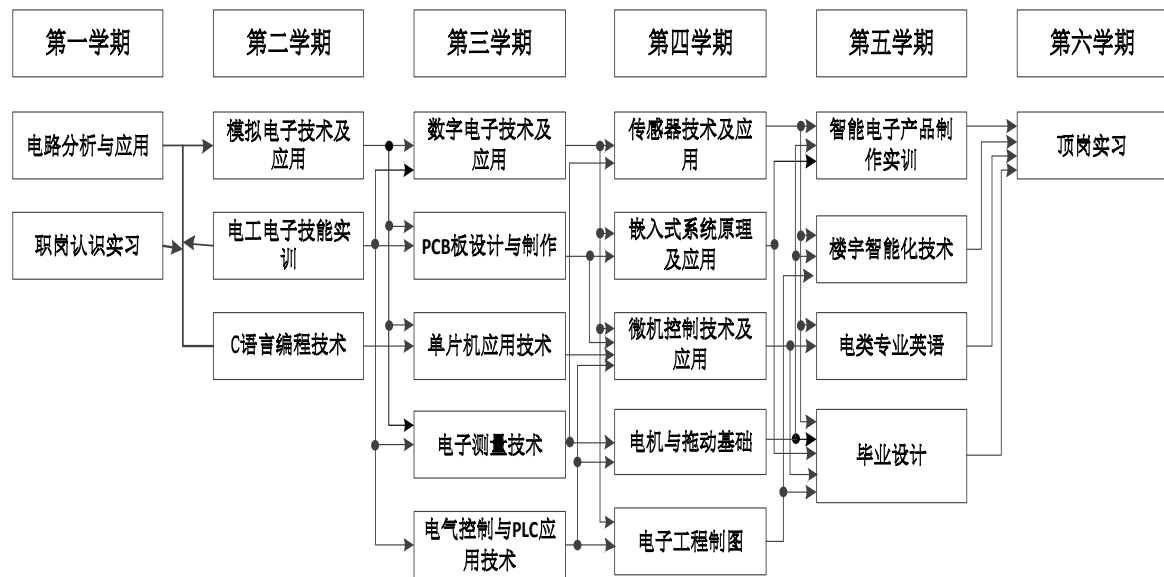 第一学期
第二学期
第三学期
第四学期
第五学期
第六学期
电路分析与应用
职岗认识实习
模拟电子技术及
应用
电工电子技能实
训
C语言编程技术
数字电子技术及
应用
PCB板设计与制作
单片机应用技术
电子测量技术
电气控制与PLC应
用技术
传感器技术及应
用
嵌入式系统原理
及应用
微机控制技术及
应用
电机与拖动基础
电子工程制图
智能电子产品制
作实训
楼宇智能化技术
电类专业英语
毕业设计
顶岗实习